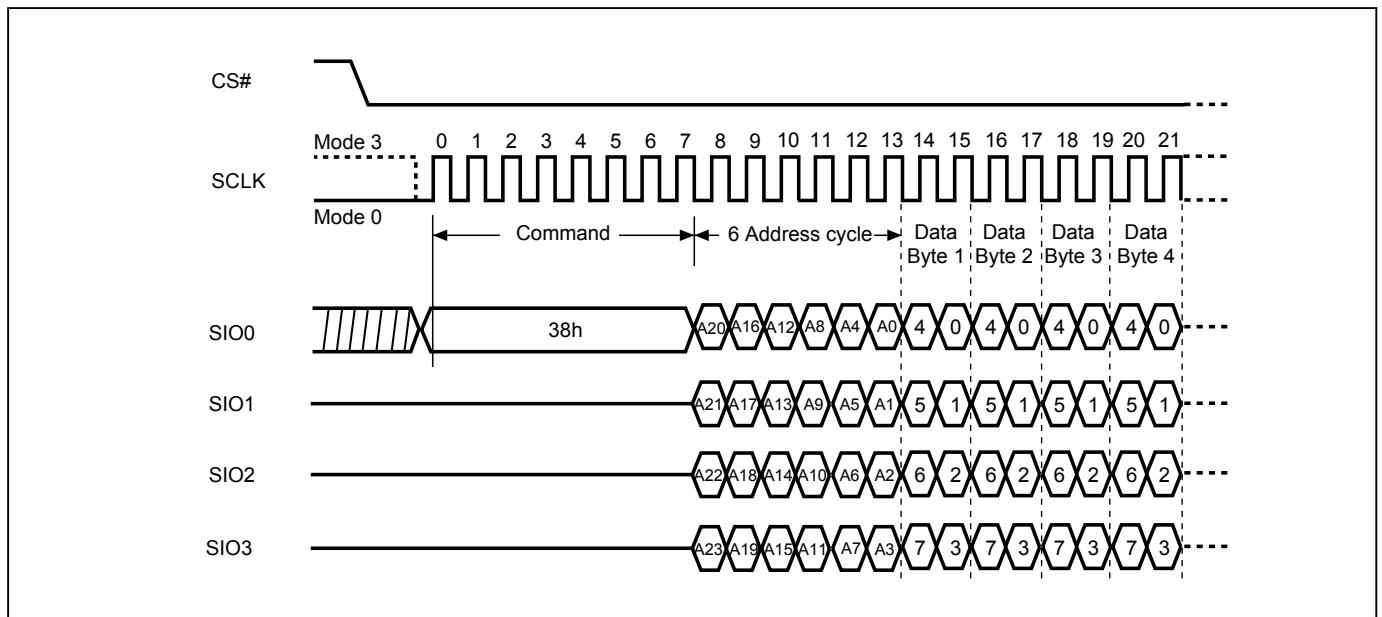 CS#
Mode 3 0 1 2 3 4 5 6 7 8 9 10 11 12 13 14 15 16 17 18 19 20 21
SCLK
Mode 0
Command 6 Address cycle Data Data Data Data
Byte 1 Byte 2 Byte 3 Byte 4
SIO0 38h A20 A16 A12 A8 A4 A0 4 0 4 0 4 0 4 0
SIO1 A21 A17 A13 A9 A5 A1 5 1 5 1 5 1 5 1
SIO2 A22 A18 A14 A10 A6 A2 6 2 6 2 6 2 6 2
SIO3 A23 A19 A15 A11 A7 A3 7 3 7 3 7 3 7 3